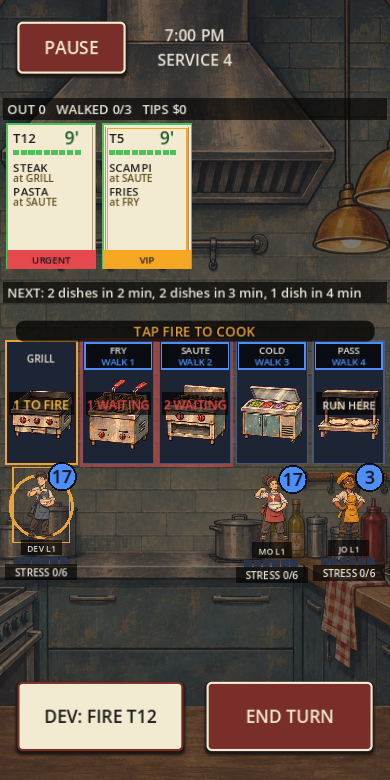 PAUSE
7:00 PM
SERVICE 4
OUT 0 WALKED 0/3 TIPS $0
T12 9'
STEAK
at GRILL
PASTA
at SAUTE
URGENT
T5 9'
SCAMPI
at SAUTE
FRIES
at FRY
VIP
NEXT: 2 dishes in 2 min, 2 dishes in 3 min, 1 dish in 4 min
TAP FIRE TO COOK
GRILL
1 TO FIRE
FRY
WALK 1
1 WAITING
SAUTE
WALK 2
2 WAITING
COLD
WALK 3
PASS
WALK 4
RUN HERE
17
DEV L1
STRESS 0/6
17
MO L1
STRESS 0/6
3
JO L1
STRESS 0/6
DEV: FIRE T12
END TURN